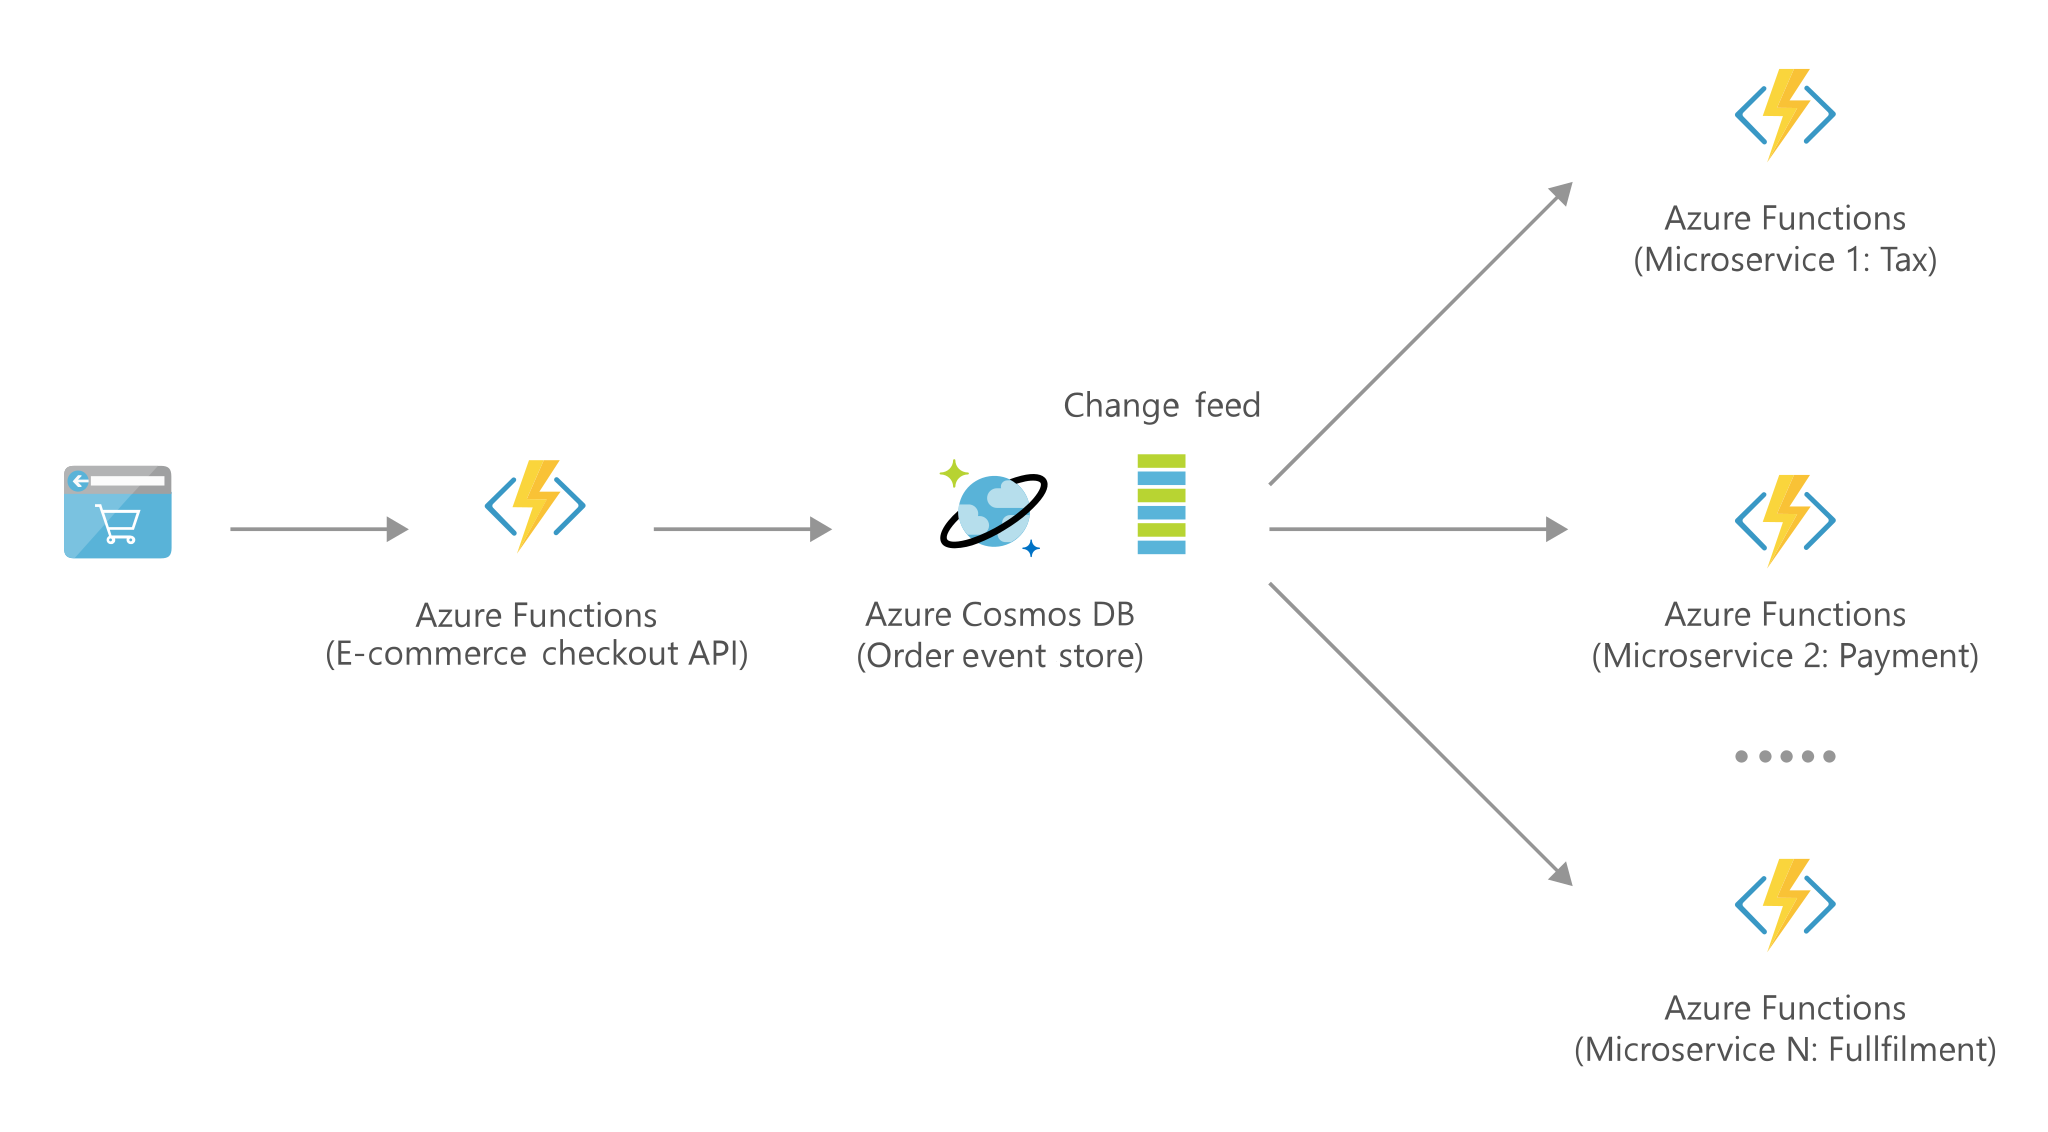 Azure Functions
(Microservice 1: Tax)
Change feed
Azure Functions
(E-commerce checkout API)
Azure Cosmos DB
(Order event store)
Azure Functions
(Microservice 2: Payment)
Azure Functions
(Microservice N: Fullfilment)